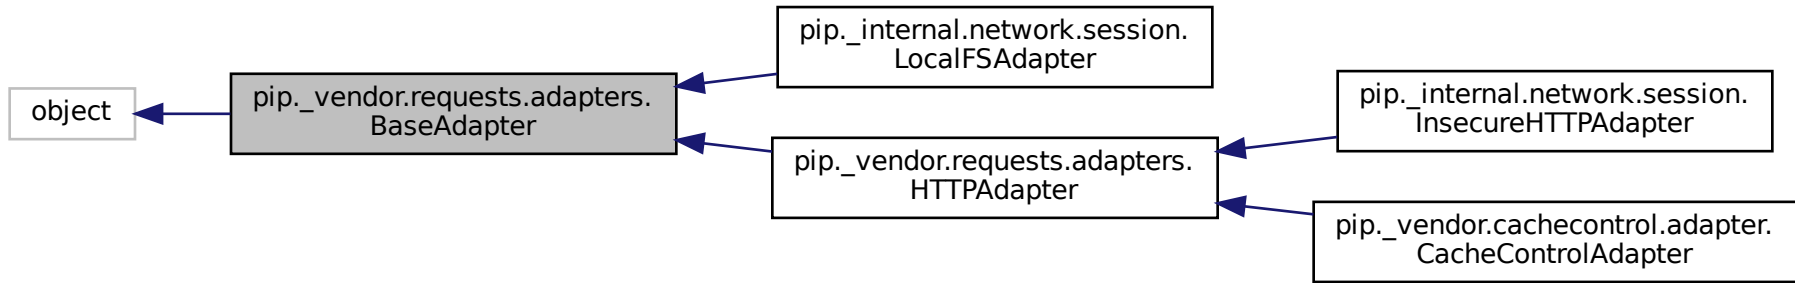 object
pip._vendor.requests.adapters.
BaseAdapter
pip._internal.network.session.
LocalFSAdapter
pip._vendor.requests.adapters.
HTTPAdapter
pip._internal.network.session.
InsecureHTTPAdapter
pip._vendor.cachecontrol.adapter.
CacheControlAdapter